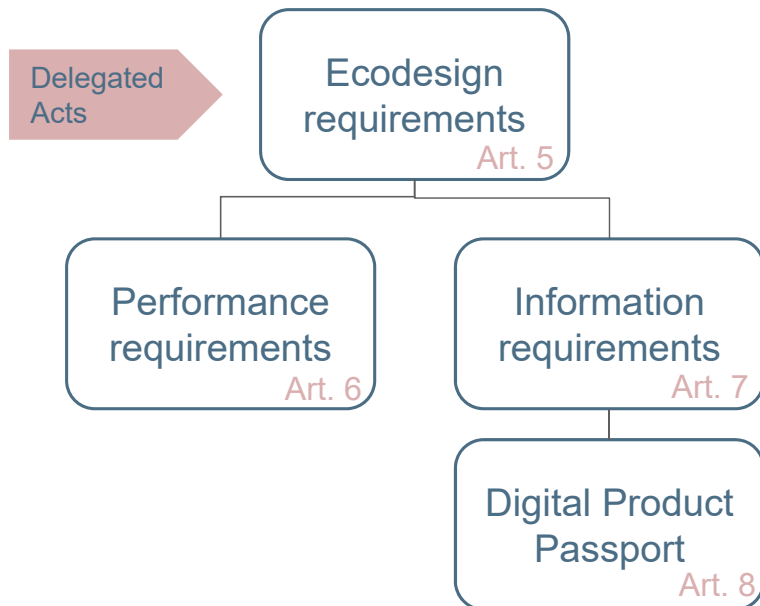 Delegated
Acts
Ecodesign
requirements
Art. 5
Performance
requirements
Art. 6
Information
requirements
Art. 7
Digital Product
Passport
Art. 8